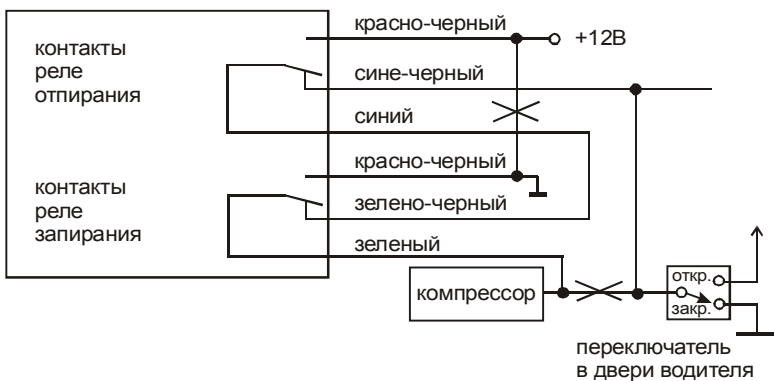 красно-черный
+12В
контакты
реле
отпирания
сине-черный
синий
красно-черный
контакты
реле
запирания
зелено-черный
зеленый
компрессор
откр.
закр.
переключатель
в двери водителя